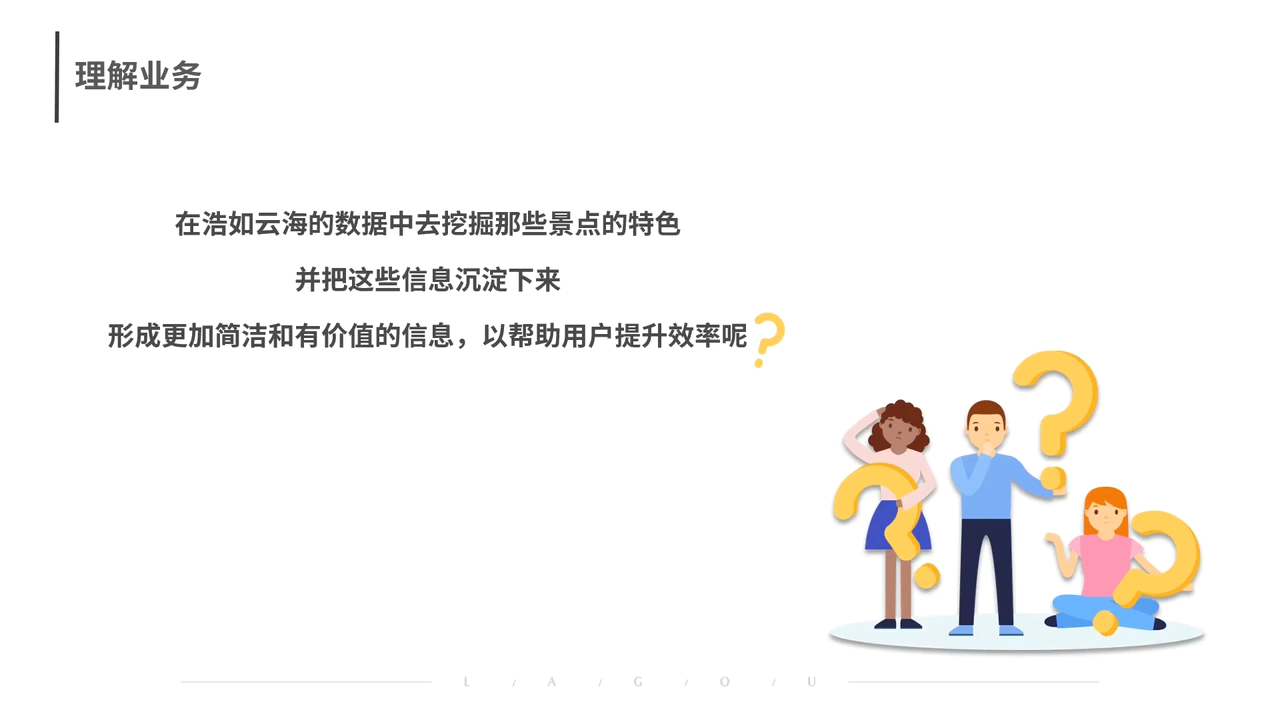 理解业务
在浩如云海的数据中去挖掘那些景点的特色
并把这些信息沉淀下来
形成更加简洁和有价值的信息，以帮助用户提升效率呢?
L / A / G / O / U